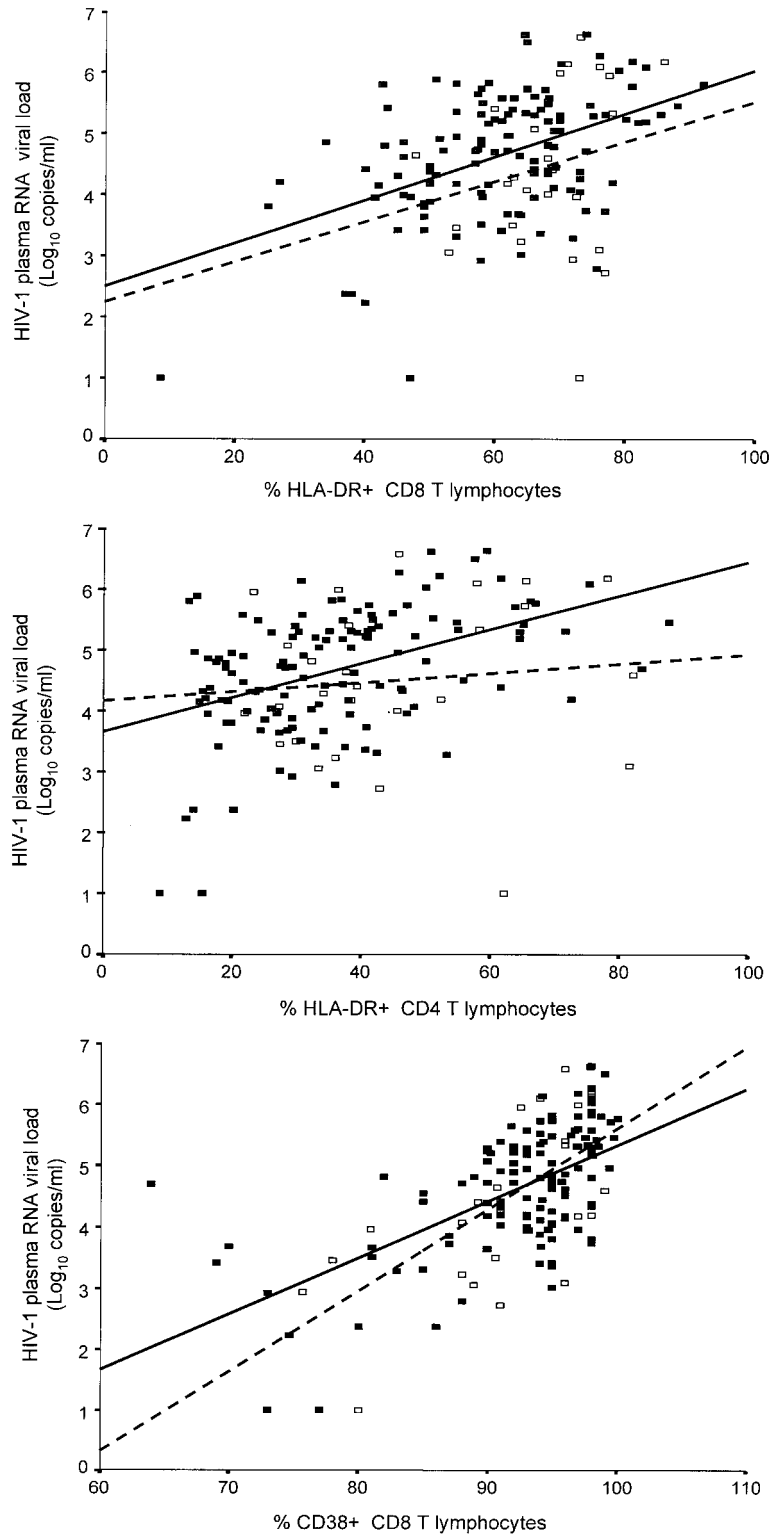 7
6
5
4
3
2
1
0
HIV-1 plasma RNA viral load
(Log10 copies/ml)
0 20 40 60 80 100
% HLA-DR+ CD8 T lymphocytes
7
6
5
4
3
2
1
0
HIV-1 plasma RNA viral load
(Log10 copies/ml)
0 20 40 60 80 100
% HLA-DR+ CD4 T lymphocytes
7
6
5
4
3
2
1
0
HIV-1 plasma RNA viral load
(Log10 copies/ml)
60 70 80 90 100 110
% CD38+ CD8 T lymphocytes